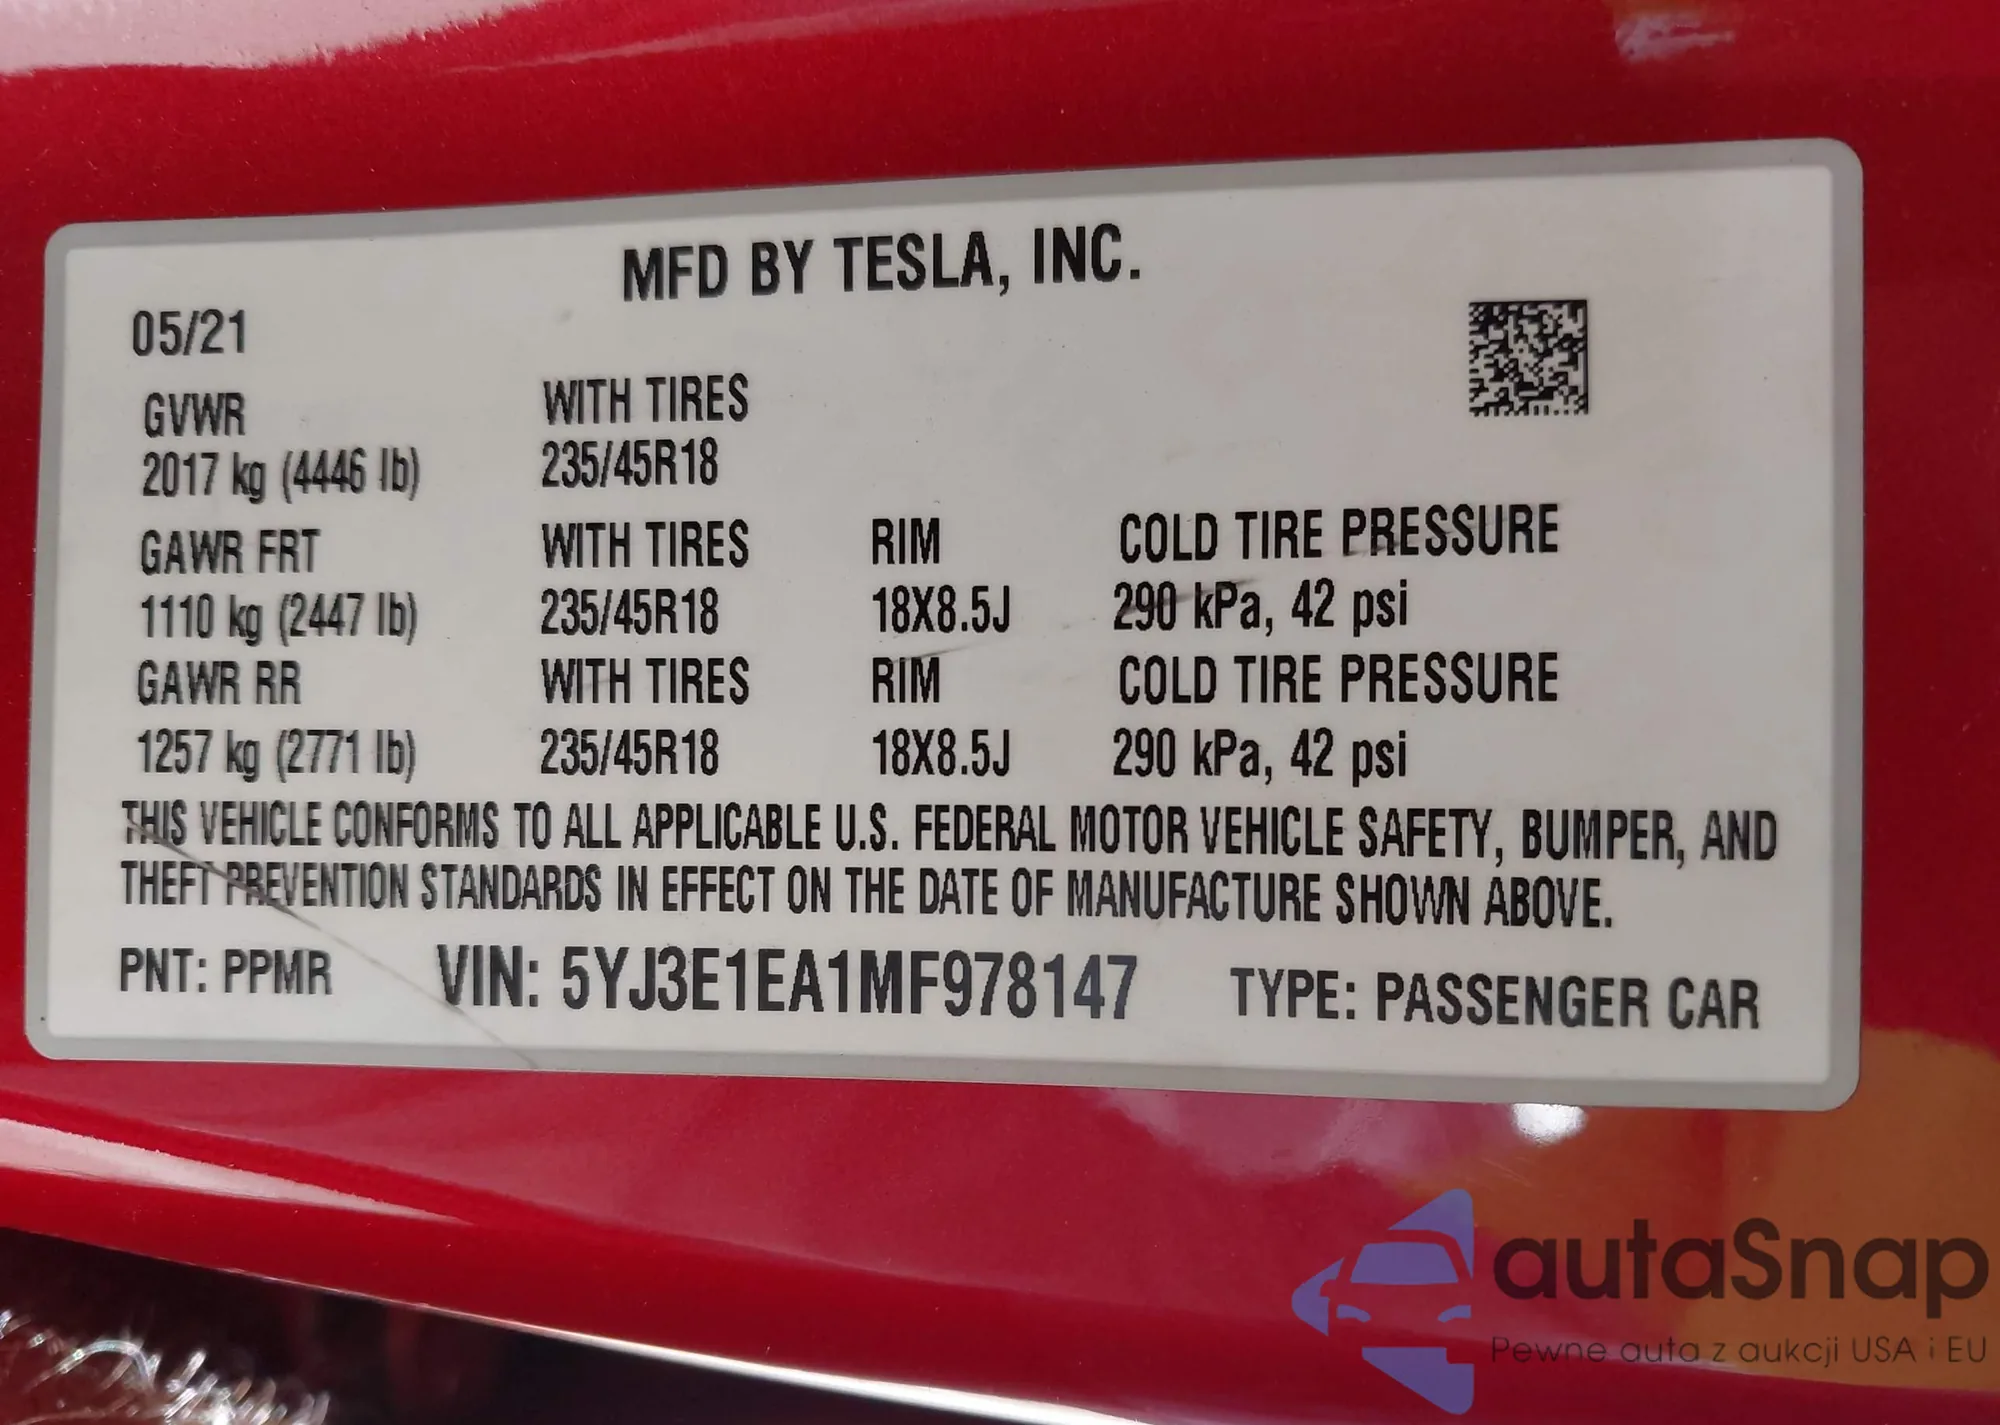 MFD BY TESLA, INC.
05/21
GVWR WITH TIRES
2017 kg (4446 lb) 235/45R18
GAWR FRT WITH TIRES RIM COLD TIRE PRESSURE
1110 kg (2447 lb) 235/45R18 18X8.5J 290 kPa, 42 psi
GAWR RR WITH TIRES RIM COLD TIRE PRESSURE
1257 kg (2771 lb) 235/45R18 18X8.5J 290 kPa, 42 psi
THIS VEHICLE CONFORMS TO ALL APPLICABLE U.S. FEDERAL MOTOR VEHICLE SAFETY, BUMPER, AND
THEFT PREVENTION STANDARDS IN EFFECT ON THE DATE OF MANUFACTURE SHOWN ABOVE.
PNT: PPMR VIN: 5YJ3E1EA1MF978147 TYPE: PASSENGER CAR
autaSnap
Pewne auta z aukcji USA i EU